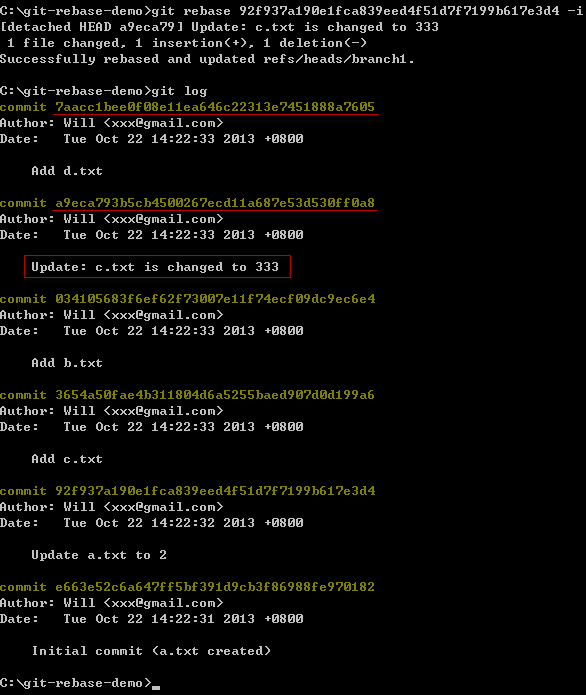 C:\git-rebase-demo>git rebase 92f937a190e1fca839eed4f51d7f7199b617e3d4 -i
[detached HEAD a9eca79] Update: c.txt is changed to 333
 1 file changed, 1 insertion(+), 1 deletion(-)
Successfully rebased and updated refs/heads/branch1.
C:\git-rebase-demo>git log
commit 7aacc1bee0f08e11ea646c22313e7451888a7605
Author: Will <xxx@gmail.com>
Date:   Tue Oct 22 14:22:33 2013 +0800
    Add d.txt
commit a9eca793b5cb4500267ecd11a687e53d530ff0a8
Author: Will <xxx@gmail.com>
Date:   Tue Oct 22 14:22:33 2013 +0800
    Update: c.txt is changed to 333
commit 034105683f6ef62f73007e11f74ecf09dc9ec6e4
Author: Will <xxx@gmail.com>
Date:   Tue Oct 22 14:22:33 2013 +0800
    Add b.txt
commit 3654a50fae4b311804d6a5255baed907d0d199a6
Author: Will <xxx@gmail.com>
Date:   Tue Oct 22 14:22:33 2013 +0800
    Add c.txt
commit 92f937a190e1fca839eed4f51d7f7199b617e3d4
Author: Will <xxx@gmail.com>
Date:   Tue Oct 22 14:22:32 2013 +0800
    Update a.txt to 2
commit e663e52c6a647ff5bf391d9cb3f86988fe970182
Author: Will <xxx@gmail.com>
Date:   Tue Oct 22 14:22:31 2013 +0800
    Initial commit (a.txt created)
C:\git-rebase-demo>_